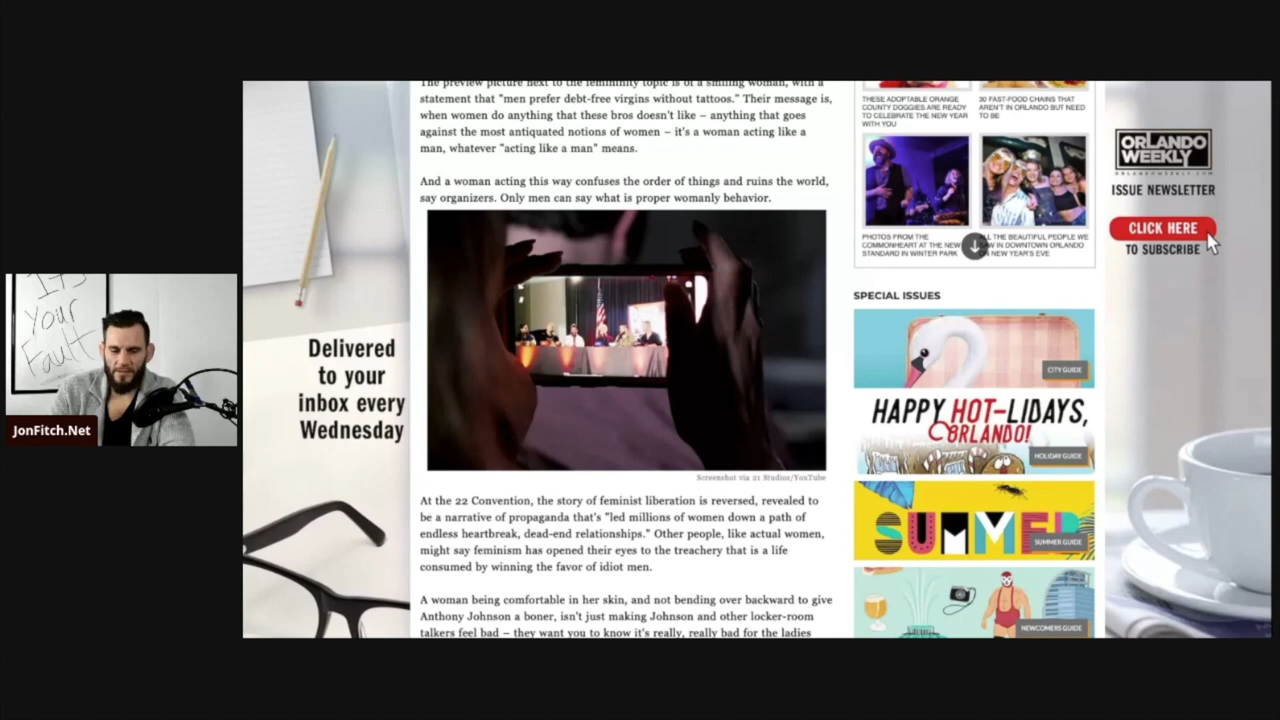 The preview picture next to the femininity topic is of a smiling woman, with a
statement that "men prefer debt-free virgins without tattoos." Their message is,
when women do anything that these bros doesn't like – anything that goes
against the most antiquated notions of women – it's a woman acting like a
man, whatever "acting like a man" means.
And a woman acting this way confuses the order of things and ruins the world,
say organizers. Only men can say what is proper womanly behavior.
Screenshot via 21 Studios/YouTube
At the 22 Convention, the story of feminist liberation is reversed, revealed to
be a narrative of propaganda that's "led millions of women down a path of
endless heartbreak, dead-end relationships." Other people, like actual women,
might say feminism has opened their eyes to the treachery that is a life
consumed by winning the favor of idiot men.
A woman being comfortable in her skin, and not bending over backward to give
Anthony Johnson a boner, isn't just making Johnson and other locker-room
talkers feel bad – they want you to know it's really, really bad for the ladies
Delivered
to your
inbox every
Wednesday
It's
Your
Fault
JonFitch.Net
THESE ADOPTABLE ORANGE
COUNTY DOGGIES ARE READY
TO CELEBRATE THE NEW YEAR
WITH YOU
30 FAST-FOOD CHAINS THAT
AREN'T IN ORLANDO BUT NEED
TO BE
PHOTOS FROM THE
COMMONHEART AT THE NEW
STANDARD IN WINTER PARK
THE BEAUTIFUL PEOPLE WE
IN DOWNTOWN ORLANDO
NEW YEAR'S EVE
SPECIAL ISSUES
CITY GUIDE
HAPPY HOT-LIDAYS,
ORLANDO!
HOLIDAY GUIDE
SUMMER
SUMMER GUIDE
NEWCOMERS GUIDE
ORLANDO
WEEKLY
ORLANDOWEEKLY.COM
ISSUE NEWSLETTER
CLICK HERE
TO SUBSCRIBE